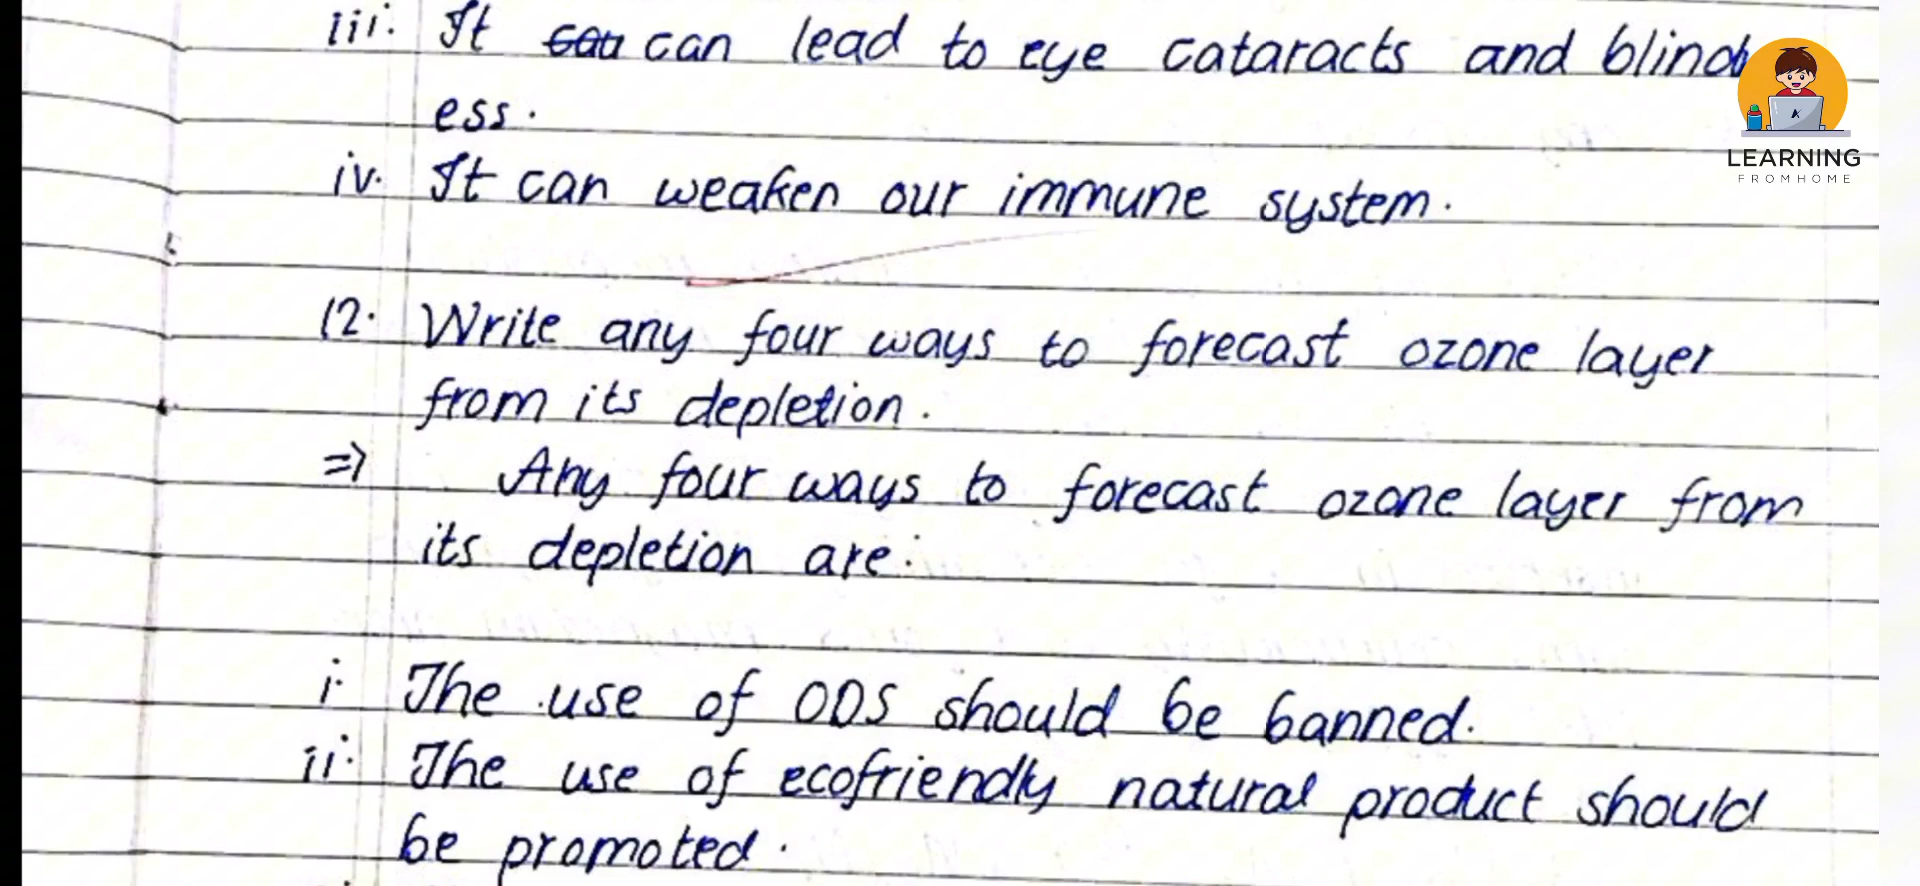 iii. It can can lead to eye cataracts and blind
ess.
iv. It can weaken our immune system.
12. Write any four ways to forecast ozone layer
from its depletion.
⇒ Any four ways to forecast ozone layer from
its depletion are:
i. The use of ODS should be banned.
ii. The use of ecofriendly natural product should
be promoted.
LEARNING
FROMHOME